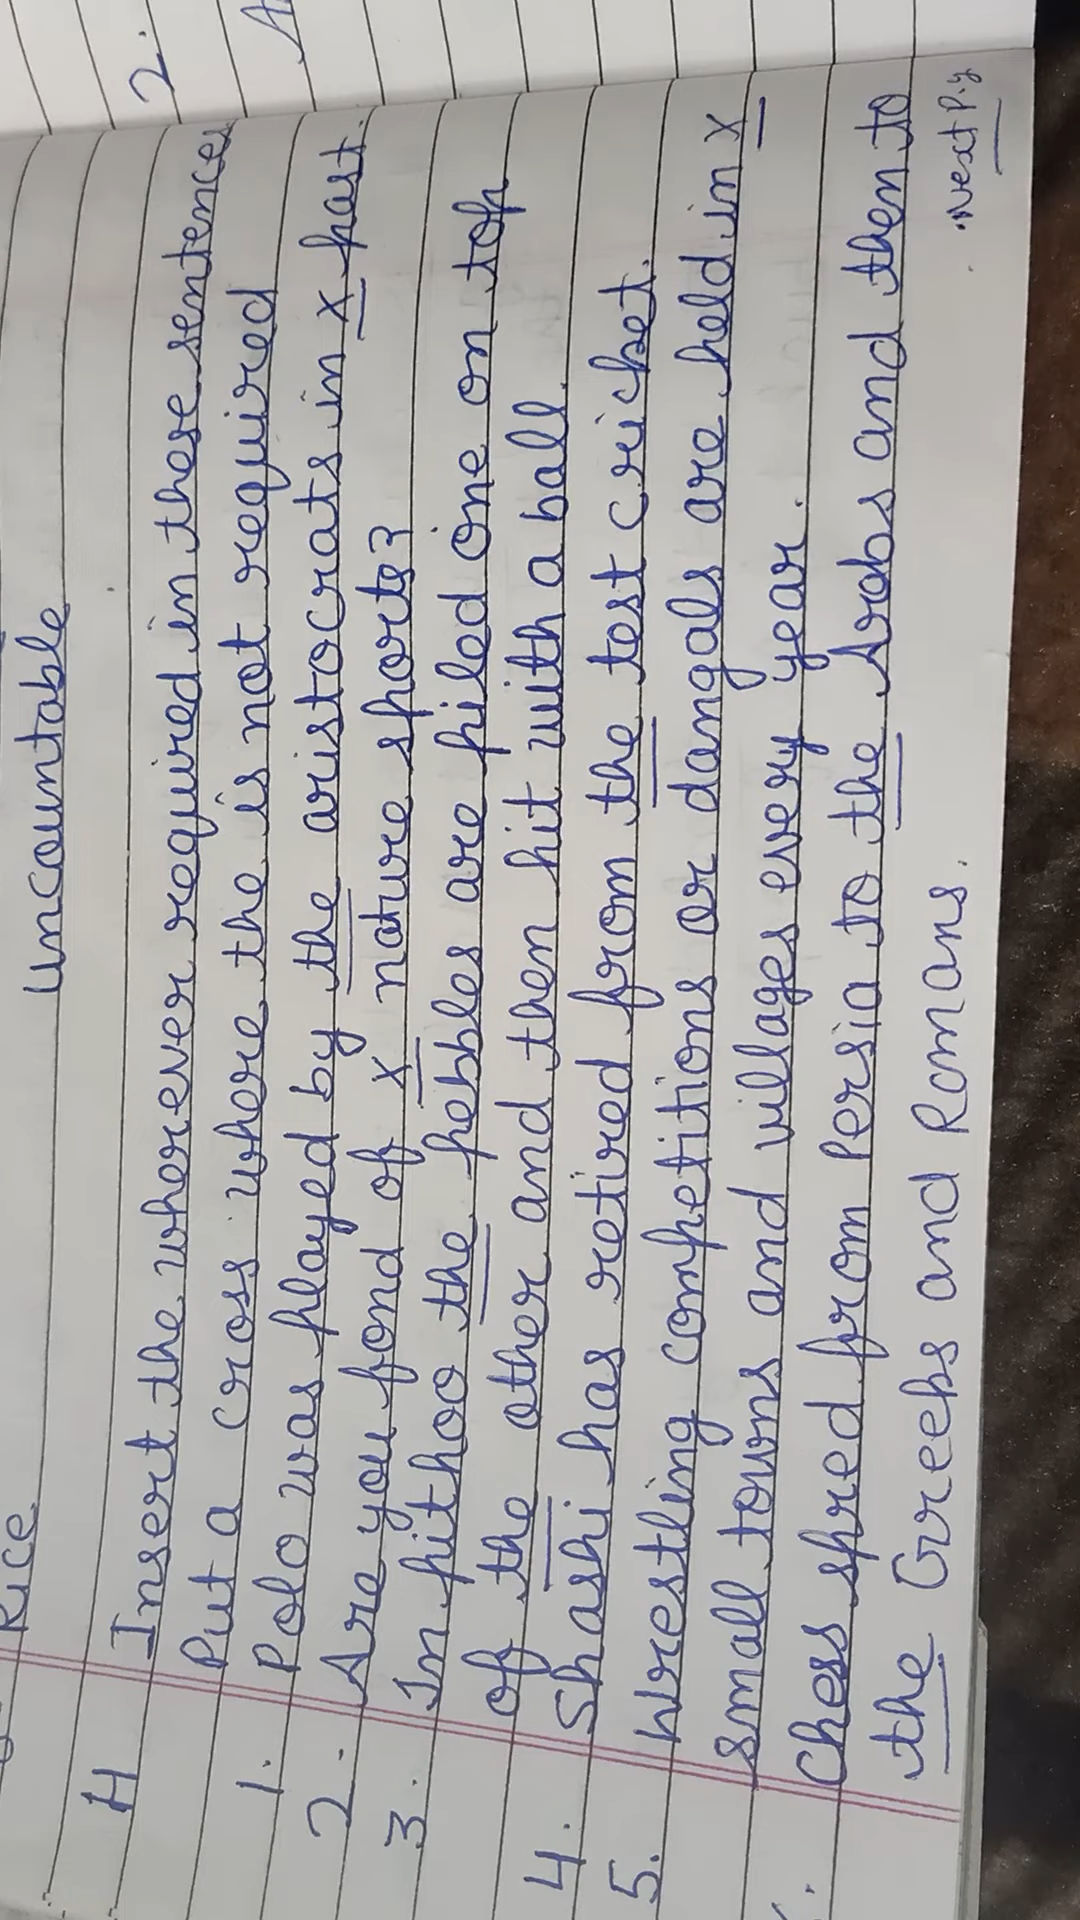 Rice
uncountable
H Insert the wherever required in these sentences
Put a cross where the is not required
1. Polo was played by the aristocrats in x past.
2. Are you fond of x nature sports?
3. In pithoo the pebbles are piled one on top
of the other and then hit with a ball.
4. Shashi has retired from the test cricket.
5. Wrestling competitions or dangals are held in x
small towns and villages every year.
Chess spred from Persia to the Arabs and then to
the Greeks and Romans.
Next P.g
2.